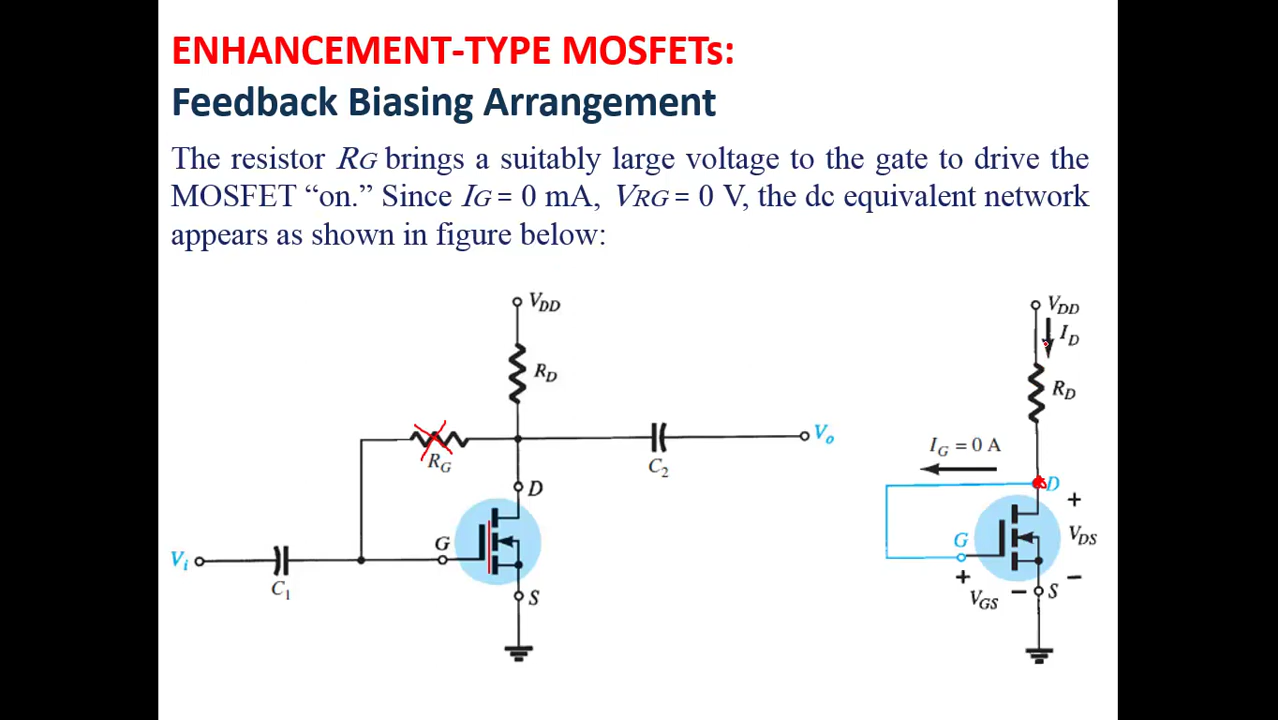 ENHANCEMENT-TYPE MOSFETs:
Feedback Biasing Arrangement
The resistor RG brings a suitably large voltage to the gate to drive the
MOSFET “on.” Since IG = 0 mA, VRG = 0 V, the dc equivalent network
appears as shown in figure below:
VDD
RD
RG
Vo
C2
D
G
Vi
C1
S
VDD
ID
RD
IG = 0 A
D
+
VDS
G
+
VGS
–
S
–